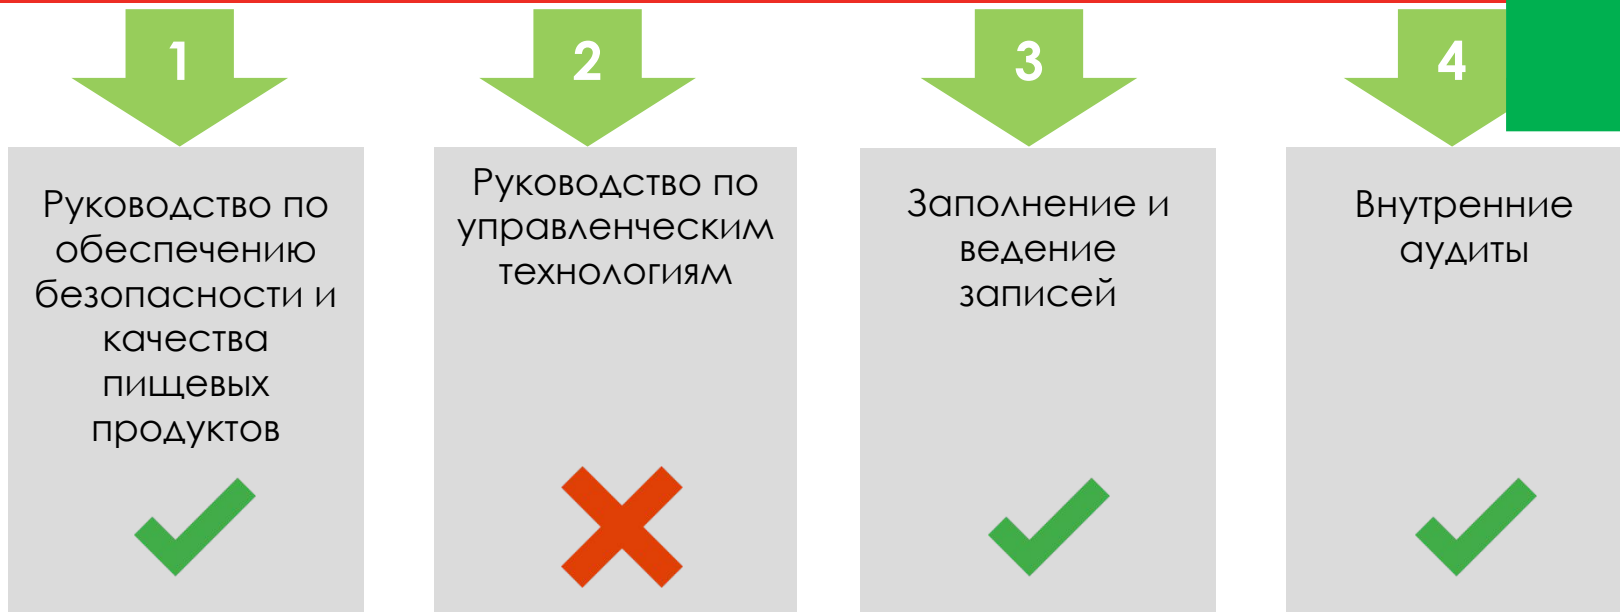 1
Руководство по
обеспечению
безопасности и
качества
пищевых
продуктов
2
Руководство по
управленческим
технологиям
3
Заполнение и
ведение
записей
4
Внутренние
аудиты